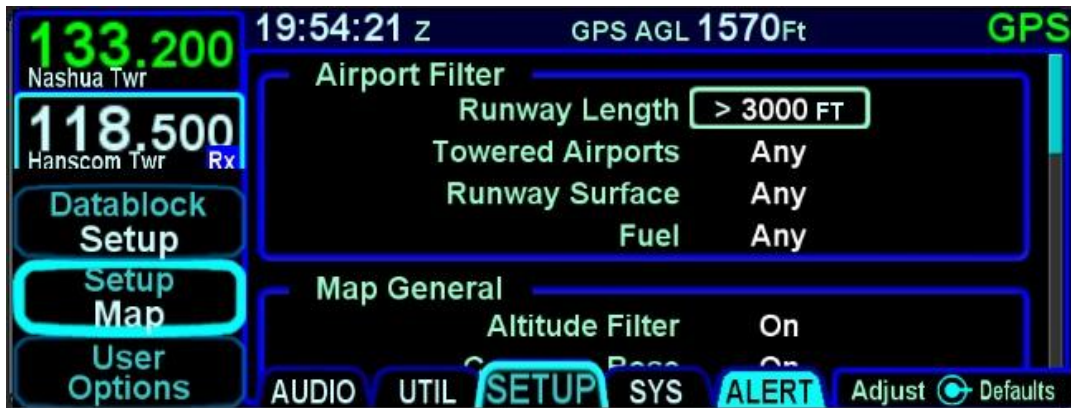 133.200
Nashua Twr
118.500
Hanscom Twr Rx
Datablock
Setup
Setup
Map
User
Options
19:54:21 Z GPS AGL 1570Ft GPS
Airport Filter
Runway Length > 3000 FT
Towered Airports Any
Runway Surface Any
Fuel Any
Map General
Altitude Filter On
On
AUDIO UTIL SETUP SYS ALERT Adjust Defaults